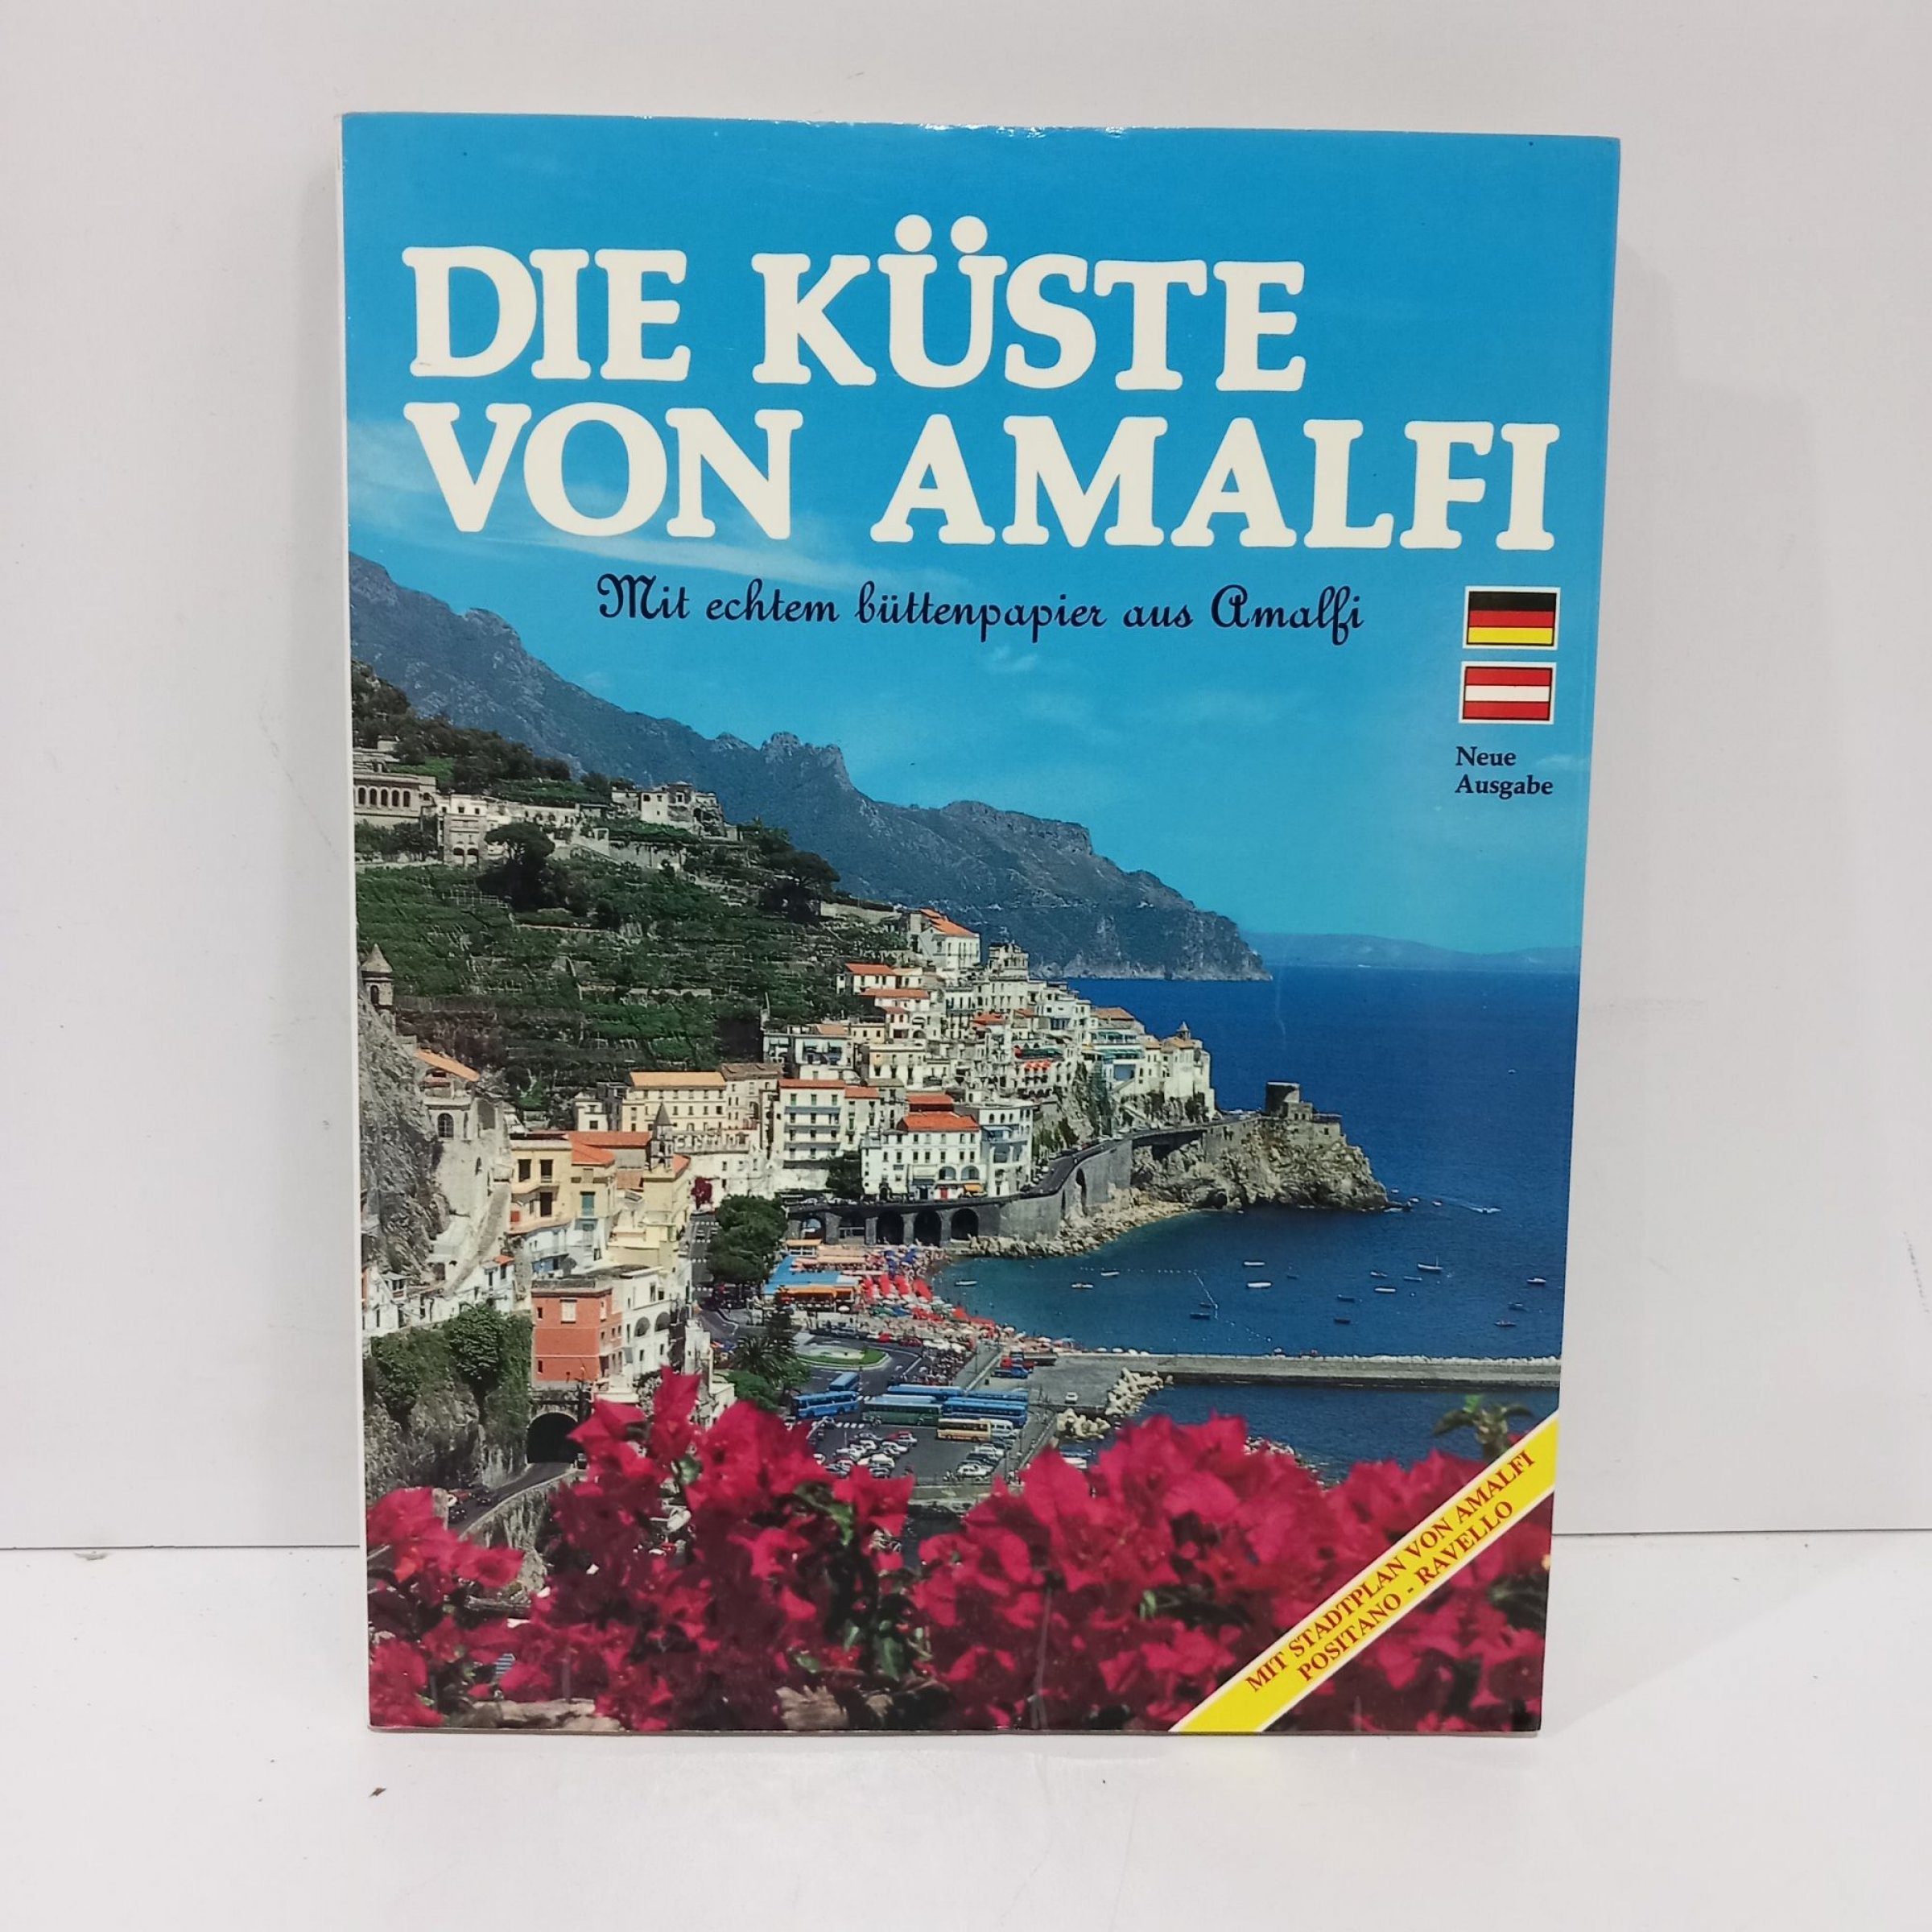 DIE KÜSTE
VON AMALFI
Mit echtem büttenpapier aus Amalfi
Neue
Ausgabe
MIT STADTPLAN VON AMALFI
POSITANO - RAVELLO